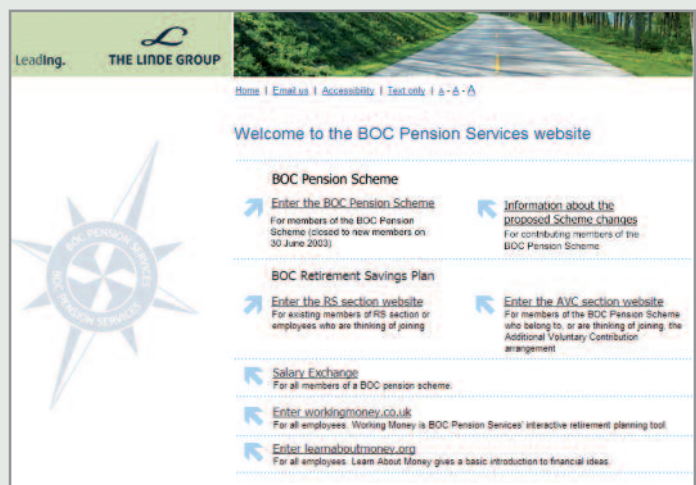 Leading.
THE LINDE GROUP
Home | Email us | Accessibility | Text only | A - A - A
Welcome to the BOC Pension Services website
BOC Pension Scheme
Enter the BOC Pension Scheme
For members of the BOC Pension
Scheme (closed to new members on
30 June 2003)
Information about the
proposed Scheme changes
For contributing members of the
BOC Pension Scheme
BOC Retirement Savings Plan
Enter the RS section website
For existing members of RS section or
employees who are thinking of joining
Enter the AVC section website
For members of the BOC Pension Scheme
who belong to, or are thinking of joining, the
Additional Voluntary Contribution
arrangement
Salary Exchange
For all members of a BOC pension scheme.
Enter workingmoney.co.uk
For all employees. Working Money is BOC Pension Services' interactive retirement planning tool.
Enter learnaboutmoney.org
For all employees. Learn About Money gives a basic introduction to financial ideas.
BOC PENSION SERVICES
BOC PENSION SERVICES